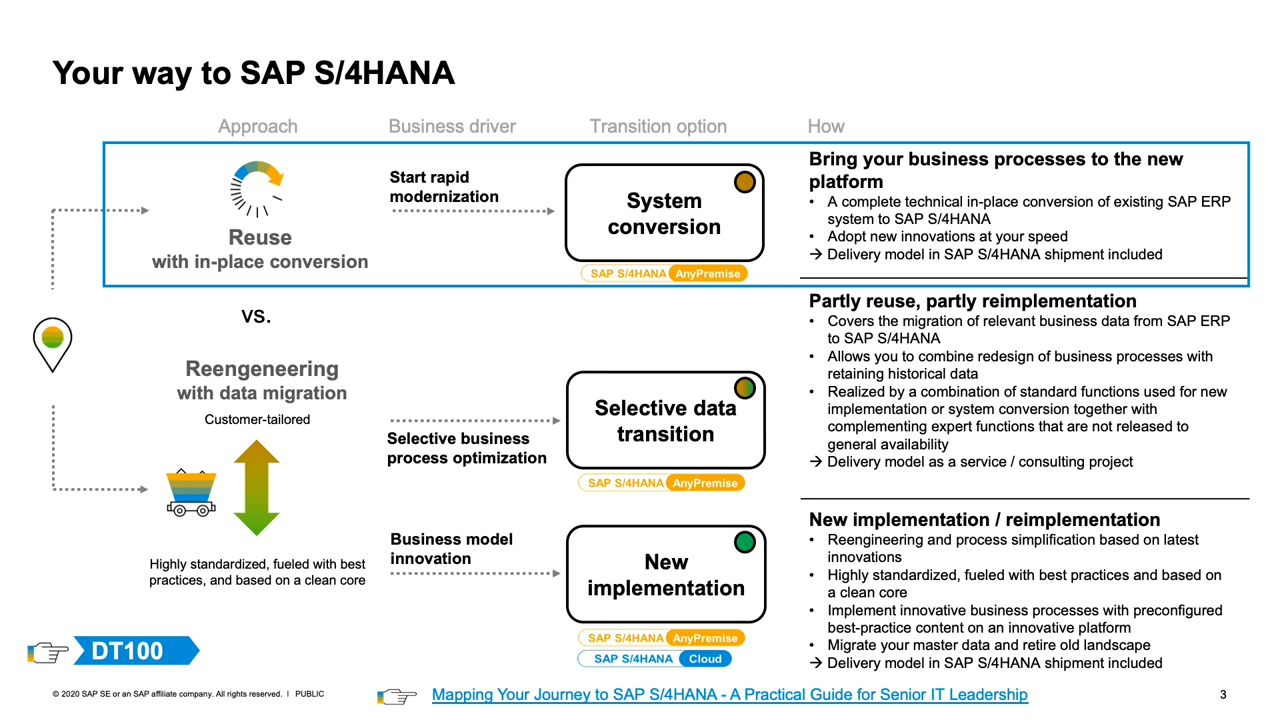 Your way to SAP S/4HANA
Approach
Business driver
Transition option
How
Reuse
with in-place conversion
Start rapid
modernization
System
conversion
SAP S/4HANA AnyPremise
Bring your business processes to the new
platform
• A complete technical in-place conversion of existing SAP ERP
system to SAP S/4HANA
• Adopt new innovations at your speed
→ Delivery model in SAP S/4HANA shipment included
VS.
Reengeneering
with data migration
Customer-tailored
Highly standardized, fueled with best
practices, and based on a clean core
Selective business
process optimization
Selective data
transition
SAP S/4HANA AnyPremise
Partly reuse, partly reimplementation
• Covers the migration of relevant business data from SAP ERP
to SAP S/4HANA
• Allows you to combine redesign of business processes with
retaining historical data
• Realized by a combination of standard functions used for new
implementation or system conversion together with
complementing expert functions that are not released to
general availability
→ Delivery model as a service / consulting project
Business model
innovation
New
implementation
SAP S/4HANA AnyPremise
SAP S/4HANA Cloud
New implementation / reimplementation
• Reengineering and process simplification based on latest
innovations
• Highly standardized, fueled with best practices and based on
a clean core
• Implement innovative business processes with preconfigured
best-practice content on an innovative platform
• Migrate your master data and retire old landscape
→ Delivery model in SAP S/4HANA shipment included
DT100
© 2020 SAP SE or an SAP affiliate company. All rights reserved. | PUBLIC
Mapping Your Journey to SAP S/4HANA - A Practical Guide for Senior IT Leadership
3